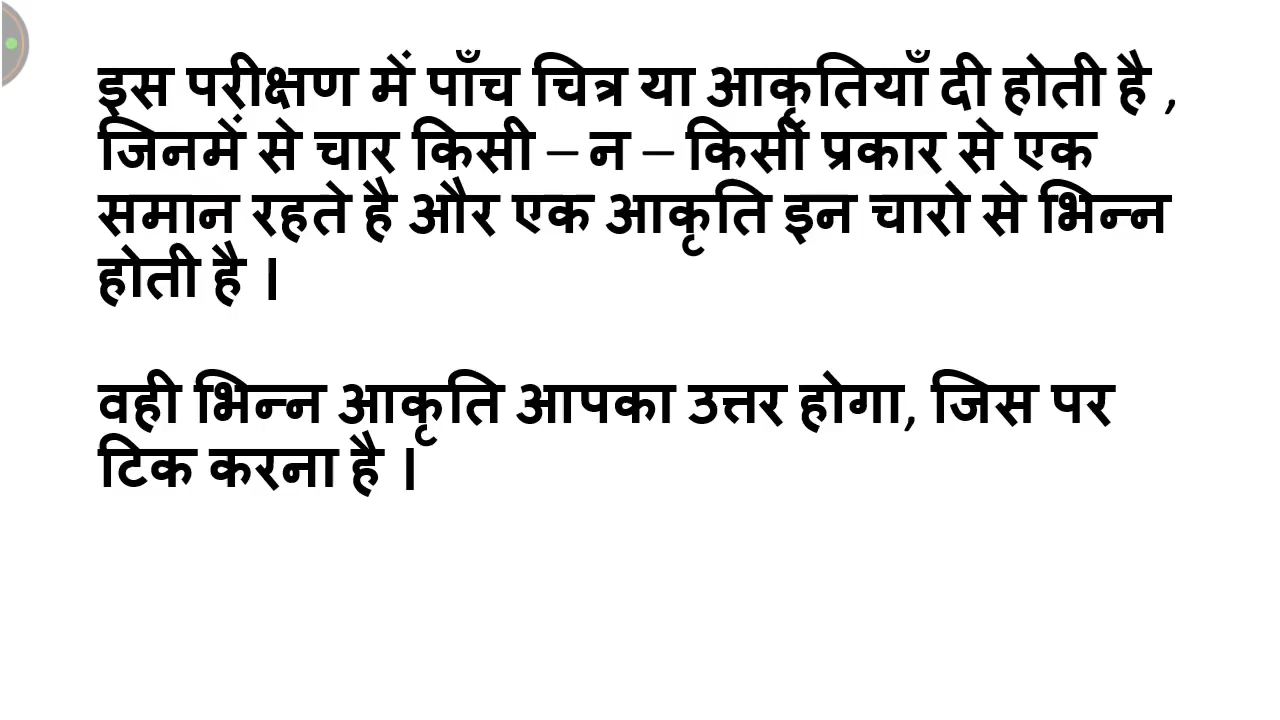 इस परीक्षण में पाँच चित्र या आकृतियाँ दी होती है ,
जिनमें से चार किसी – न – किसी प्रकार से एक
समान रहते है और एक आकृति इन चारो से भिन्न
होती है ।
वही भिन्न आकृति आपका उत्तर होगा, जिस पर
टिक करना है ।